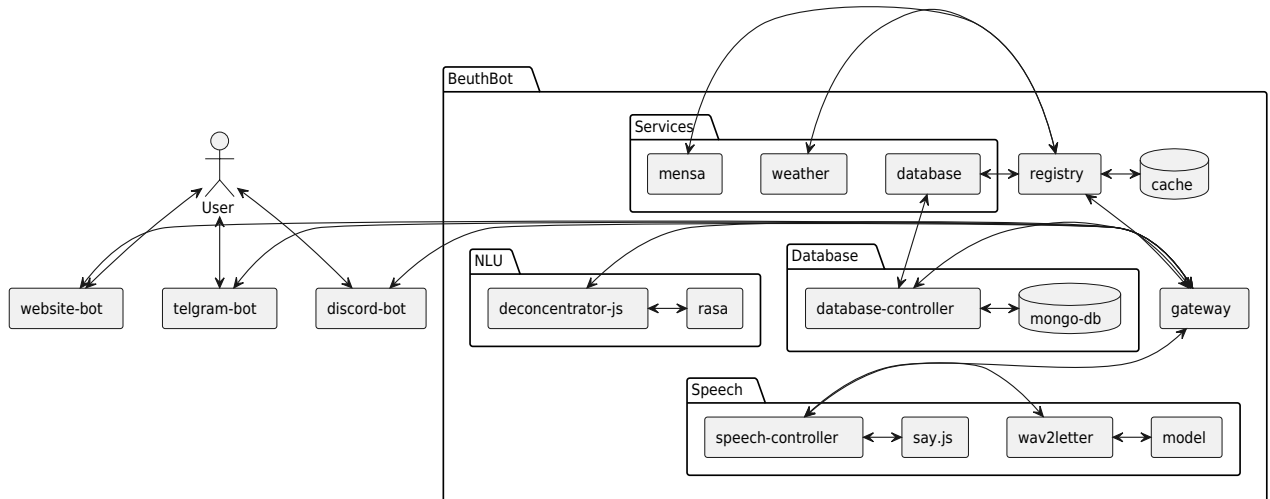 BeuthBot
Services
mensa
weather
database
registry
cache
User
NLU
Database
website-bot
telgram-bot
discord-bot
deconcentrator-js
rasa
database-controller
mongo-db
gateway
Speech
speech-controller
say.js
wav2letter
model